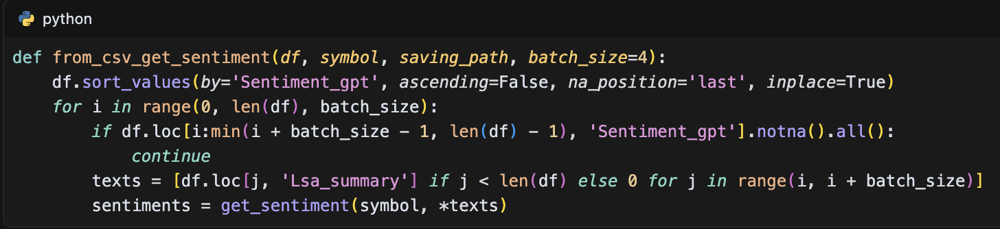 python
def from_csv_get_sentiment(df, symbol, saving_path, batch_size=4):
    df.sort_values(by='Sentiment_gpt', ascending=False, na_position='last', inplace=True)
    for i in range(0, len(df), batch_size):
        if df.loc[i:min(i + batch_size - 1, len(df) - 1), 'Sentiment_gpt'].notna().all():
            continue
        texts = [df.loc[j, 'Lsa_summary'] if j < len(df) else 0 for j in range(i, i + batch_size)]
        sentiments = get_sentiment(symbol, *texts)